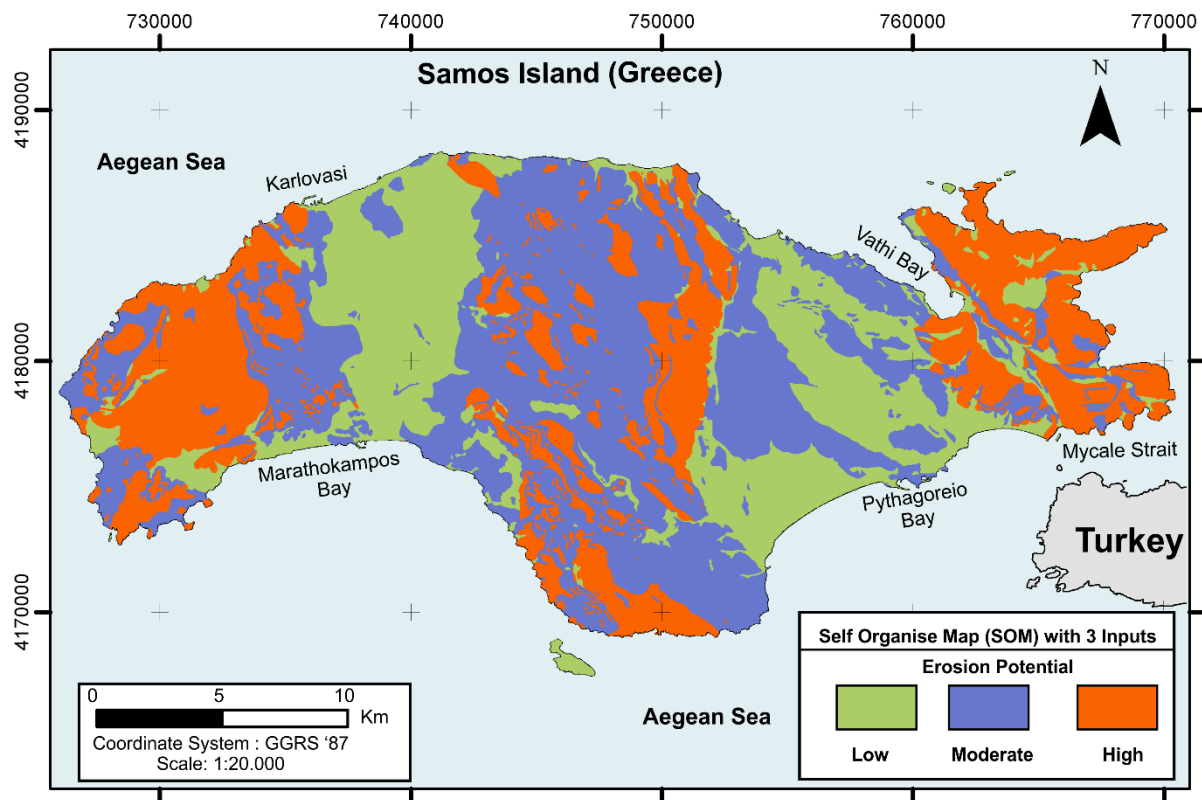 730000
740000
750000
760000
770000
Samos Island (Greece)
N
4190000
Aegean Sea
Karlovasi
Vathi Bay
4180000
Marathokampos
Bay
Mycale Strait
Pythagoreio
Bay
Turkey
4170000
Self Organise Map (SOM) with 3 Inputs
Erosion Potential
Low
Moderate
High
0
5
10
Km
Coordinate System : GGRS ‘87
Scale: 1:20.000
Aegean Sea